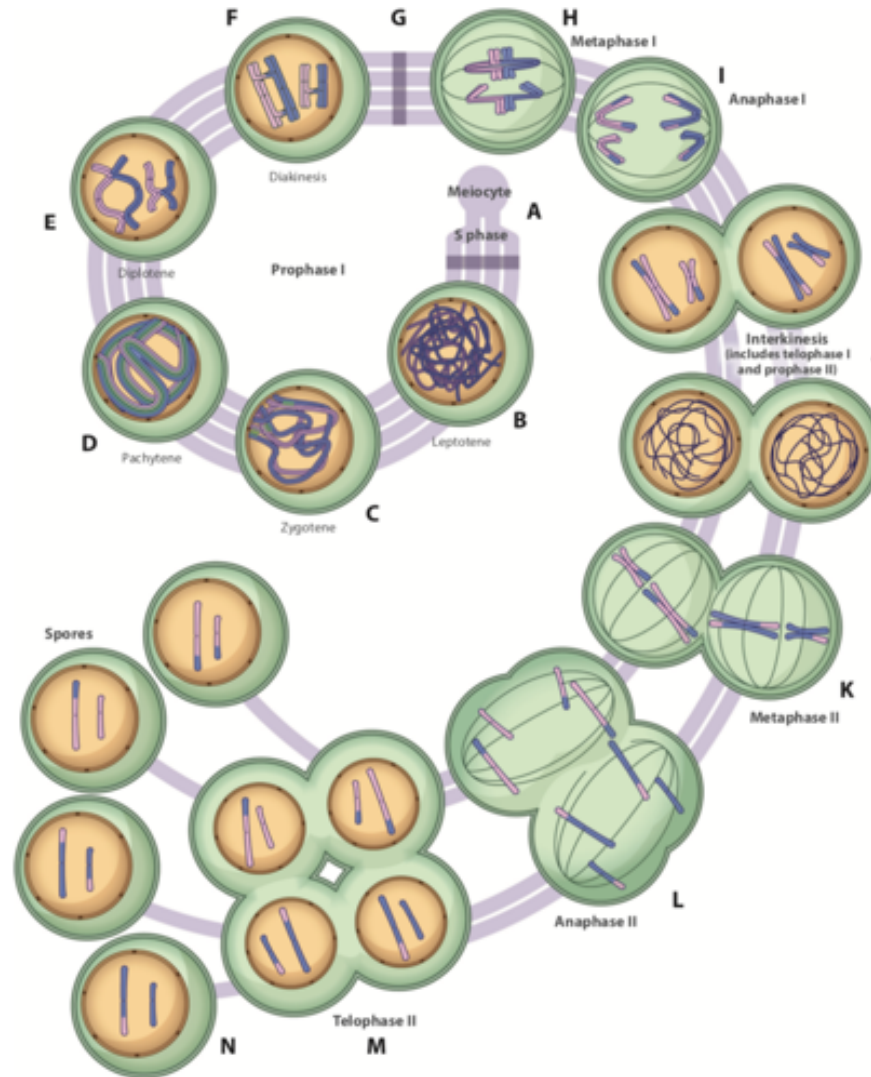 F
G
H
Metaphase I
I
Anaphase I
Diakinesis
Meiocyte
A
S phase
E
Diplotene
Prophase I
Interkinesis
(includes telophase I
and prophase II)
D
Pachytene
B
Leptotene
C
Zygotene
Spores
K
Metaphase II
L
Anaphase II
Telophase II
N
M